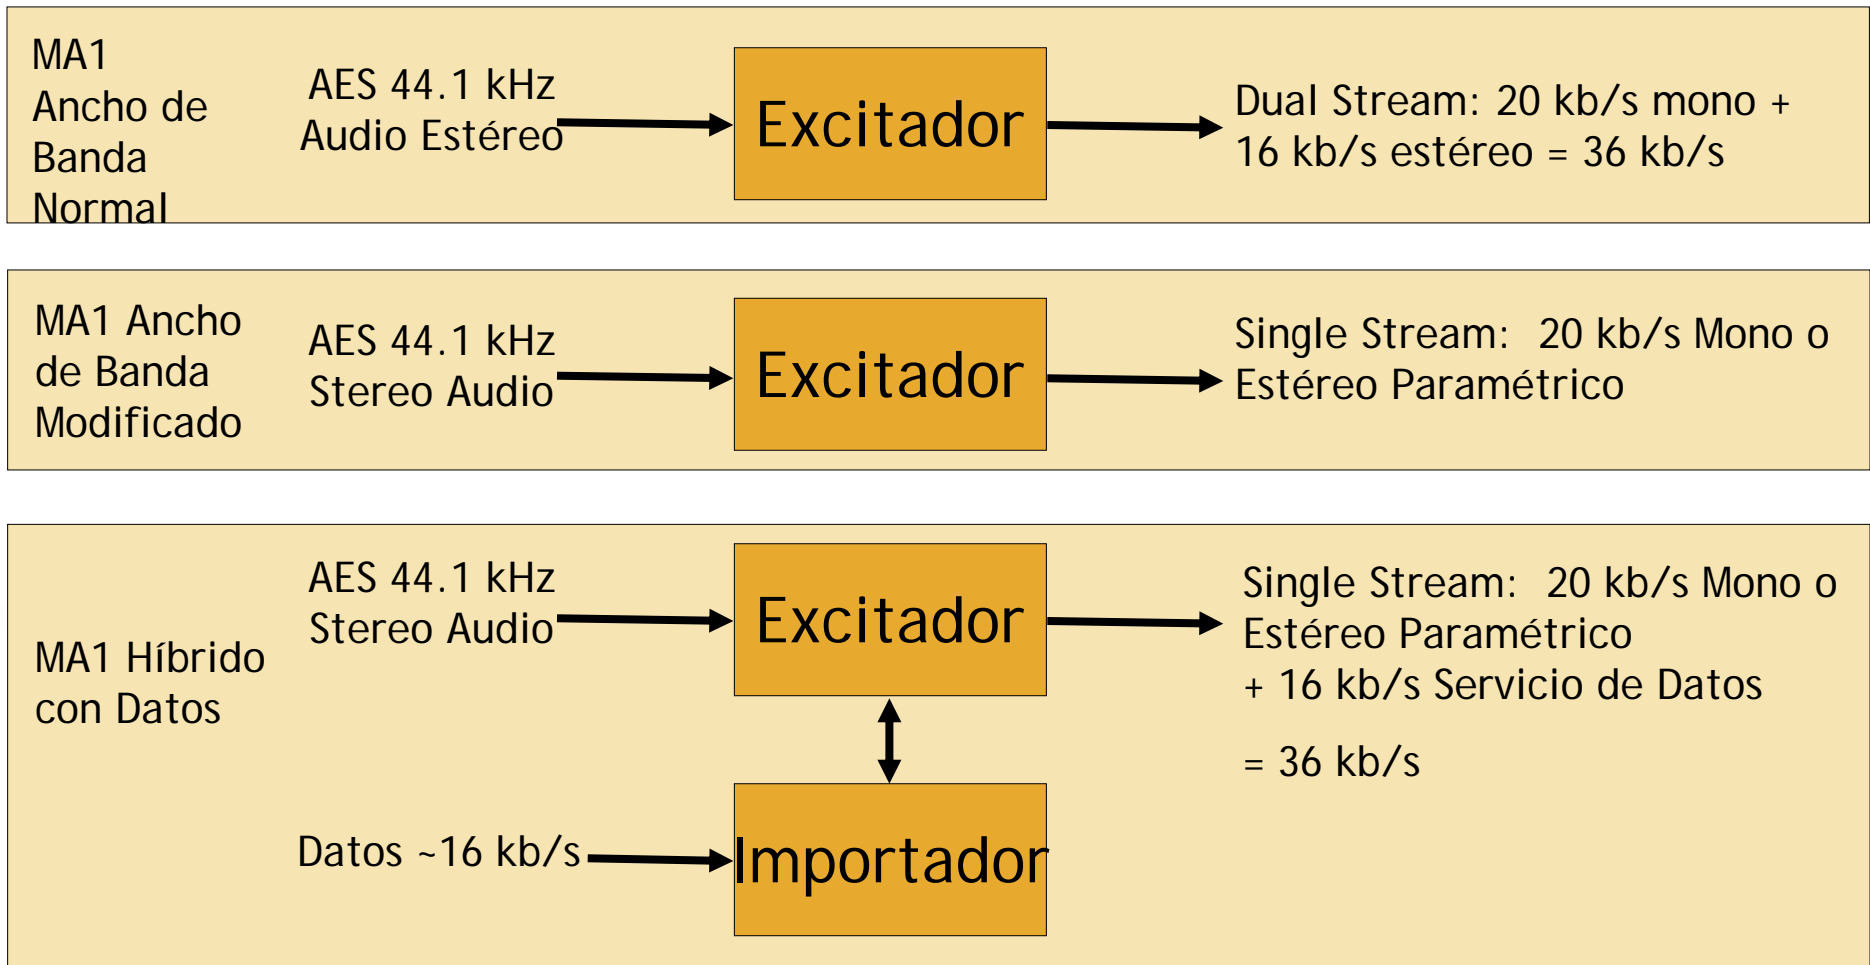 MA1
Ancho de
Banda
Normal
AES 44.1 kHz
Audio Estéreo
Excitador
Dual Stream: 20 kb/s mono +
16 kb/s estéreo = 36 kb/s
MA1 Ancho
de Banda
Modificado
AES 44.1 kHz
Stereo Audio
Excitador
Single Stream:  20 kb/s Mono o
Estéreo Paramétrico
MA1 Híbrido
con Datos
AES 44.1 kHz
Stereo Audio
Excitador
Single Stream:  20 kb/s Mono o
Estéreo Paramétrico
+ 16 kb/s Servicio de Datos
= 36 kb/s
Datos ~16 kb/s
Importador